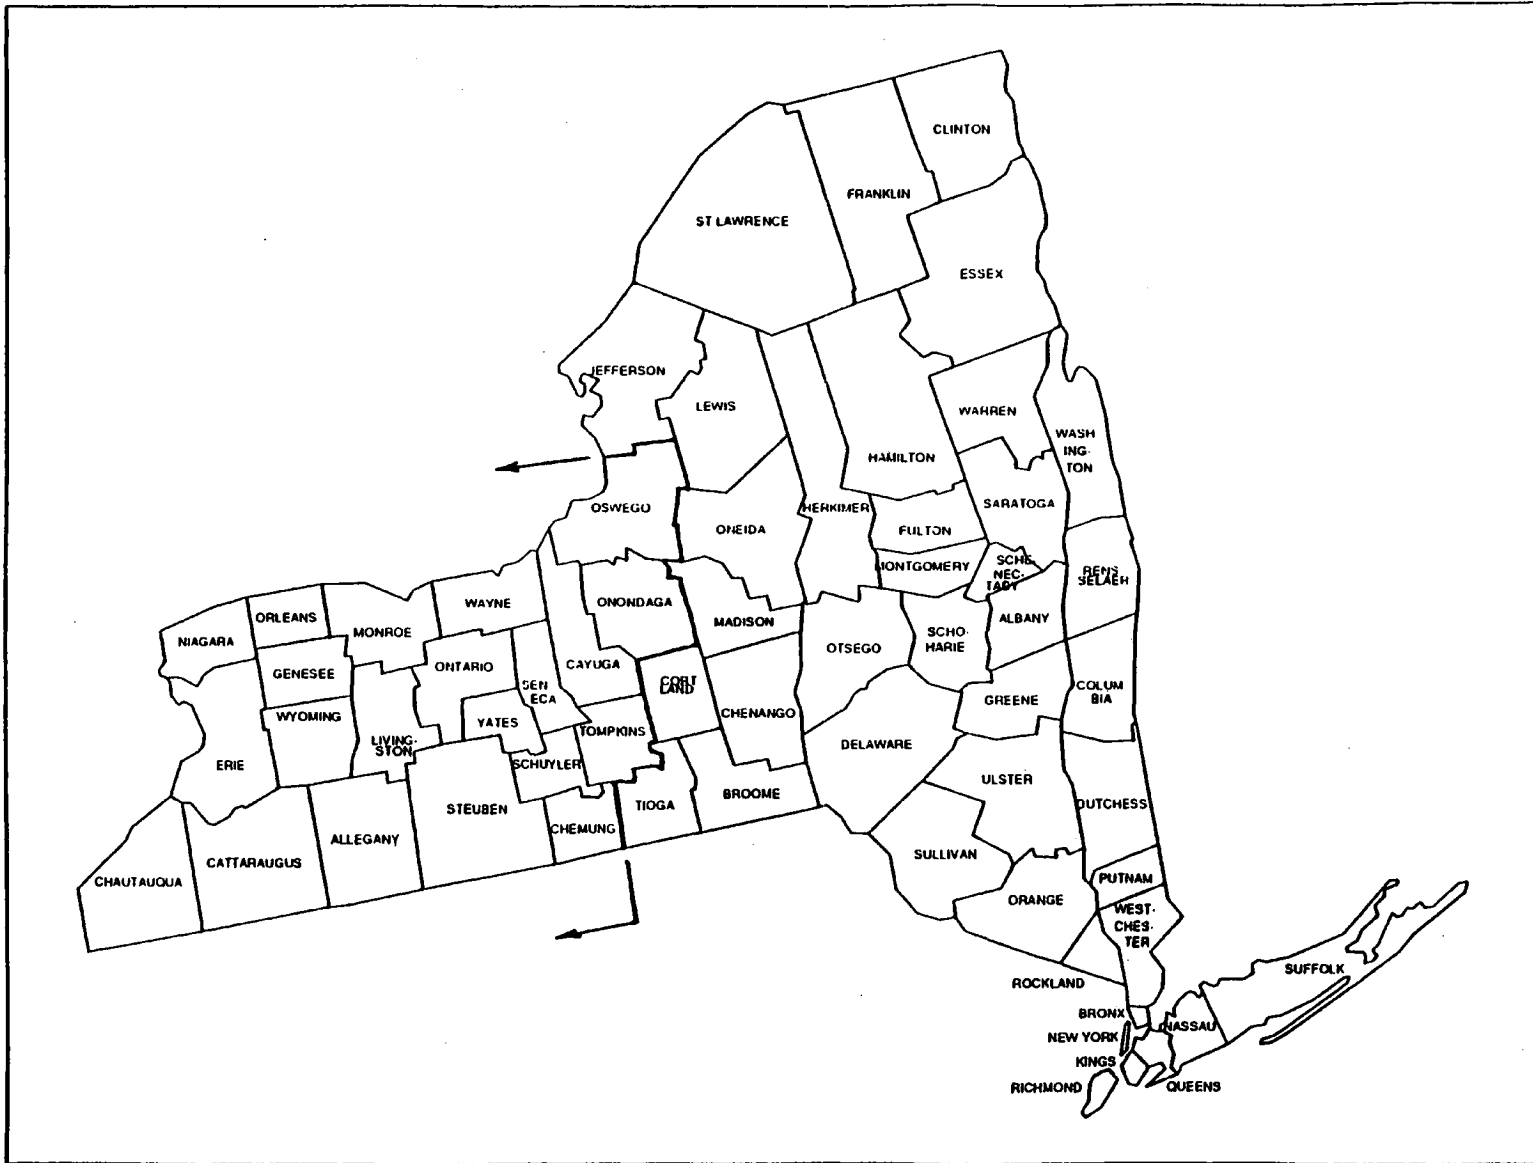 CLINTON
FRANKLIN
ST LAWRENCE
ESSEX
JEFFERSON
LEWIS
WARREN
WASH
ING-
TON
HAMILTON
OSWEGO
ONEIDA
HERKIMER
SARATOGA
FULTON
MONTGOMERY
SCHE
NEC-
TADY
RENS
SELAER
WAYNE
ONONDAGA
ORLEANS
NIAGARA
MONROE
MADISON
ALBANY
SCHO-
HARIE
OTSEGO
ONTARIO
CAYUGA
GENESEE
SEN
ECA
CORT
LAND
COLUM
BIA
GREENE
WYOMING
YATES
TOMPKINS
CHENANGO
LIVING-
STON
DELAWARE
ERIE
SCHUYLER
ULSTER
STEUBEN
TIOGA
BROOME
DUTCHESS
CHEMUNG
ALLEGANY
SULLIVAN
CATTARAUGUS
CHAUTAUQUA
PUTNAM
ORANGE
WEST-
CHES-
TER
SUFFOLK
ROCKLAND
BRONX
NASSAU
NEW YORK
KINGS
RICHMOND
QUEENS